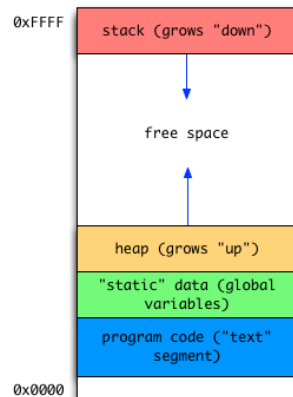 0xFFFF
stack (grows "down")
free space
heap (grows "up")
"static" data (global
variables)
program code ("text"
segment)
0x0000